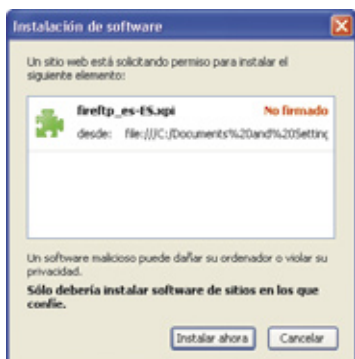 Instalación de software
Un sitio web está solicitando permiso para instalar el
siguiente elemento:
fireftp_es-ES.xpi No firmado
desde: file:///C:/Documents%20and%20Setting
Un software malicioso puede dañar su ordenador o violar su
privacidad.
Sólo debería instalar software de sitios en los que
confíe.
Instalar ahora Cancelar